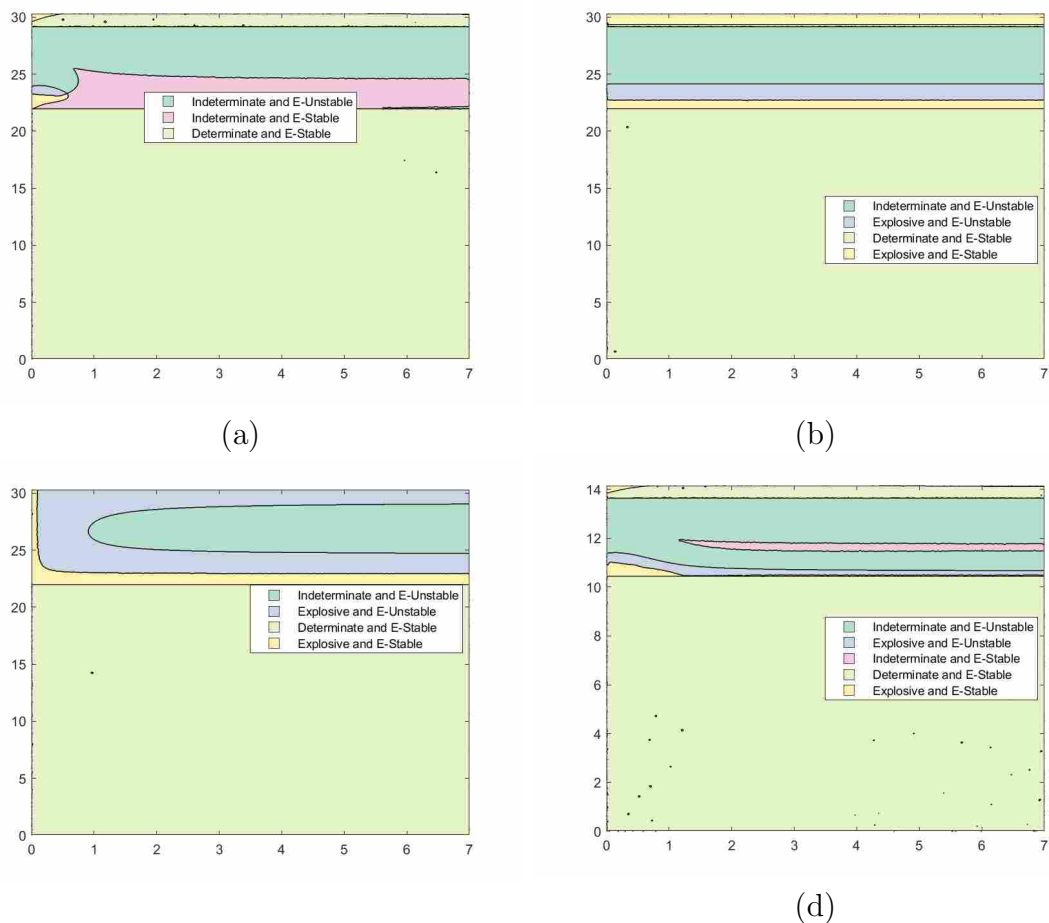 30
25
20
15
10
5
0
0 1 2 3 4 5 6 7
Indeterminate and E-Unstable
Indeterminate and E-Stable
Determinate and E-Stable
(a)
30
25
20
15
10
5
0
0 1 2 3 4 5 6 7
Indeterminate and E-Unstable
Explosive and E-Unstable
Determinate and E-Stable
Explosive and E-Stable
(b)
30
25
20
15
10
5
0
0 1 2 3 4 5 6 7
Indeterminate and E-Unstable
Explosive and E-Unstable
Determinate and E-Stable
Explosive and E-Stable
14
12
10
8
6
4
2
0
0 1 2 3 4 5 6 7
Indeterminate and E-Unstable
Explosive and E-Unstable
Indeterminate and E-Stable
Determinate and E-Stable
Explosive and E-Stable
(d)